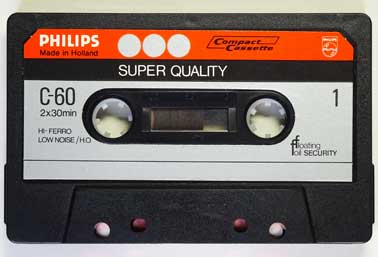 PHILIPS
Made in Holland
Compact
Cassette
SUPER QUALITY
C-60
2x30min
1
HI-FERRO
LOW NOISE/H.O
floating
foil SECURITY